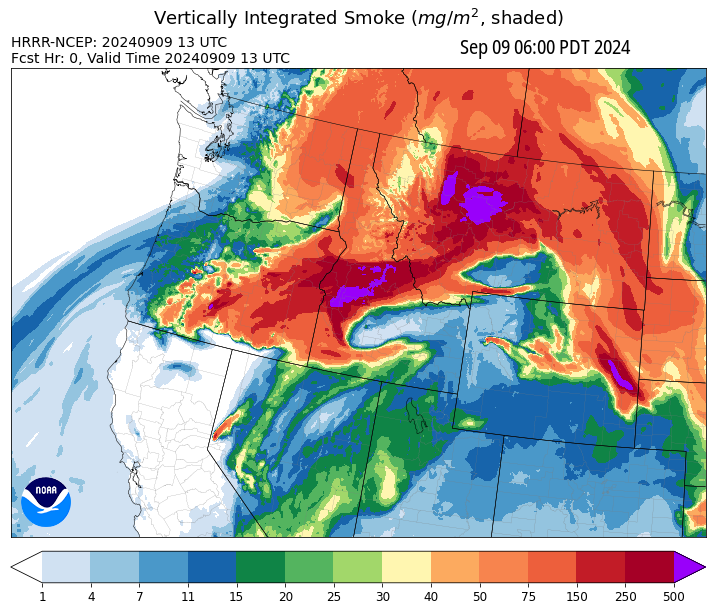 Vertically Integrated Smoke (mg/m², shaded)
HRRR-NCEP: 20240909 13 UTC
Sep 09 06:00 PDT 2024
Fcst Hr: 0, Valid Time 20240909 13 UTC
NOAA
1 4 7 11 15 20 25 30 40 50 75 150 250 500